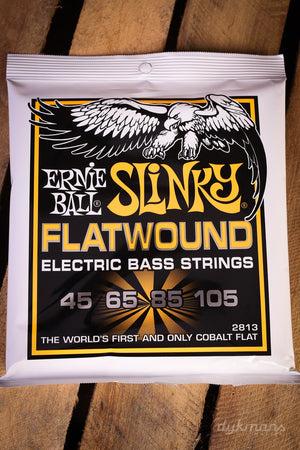 ERNIE BALL® SLINKY®
FLATWOUND
ELECTRIC BASS STRINGS
45 65 85 105
2813
THE WORLD'S FIRST AND ONLY COBALT FLAT
dykmans